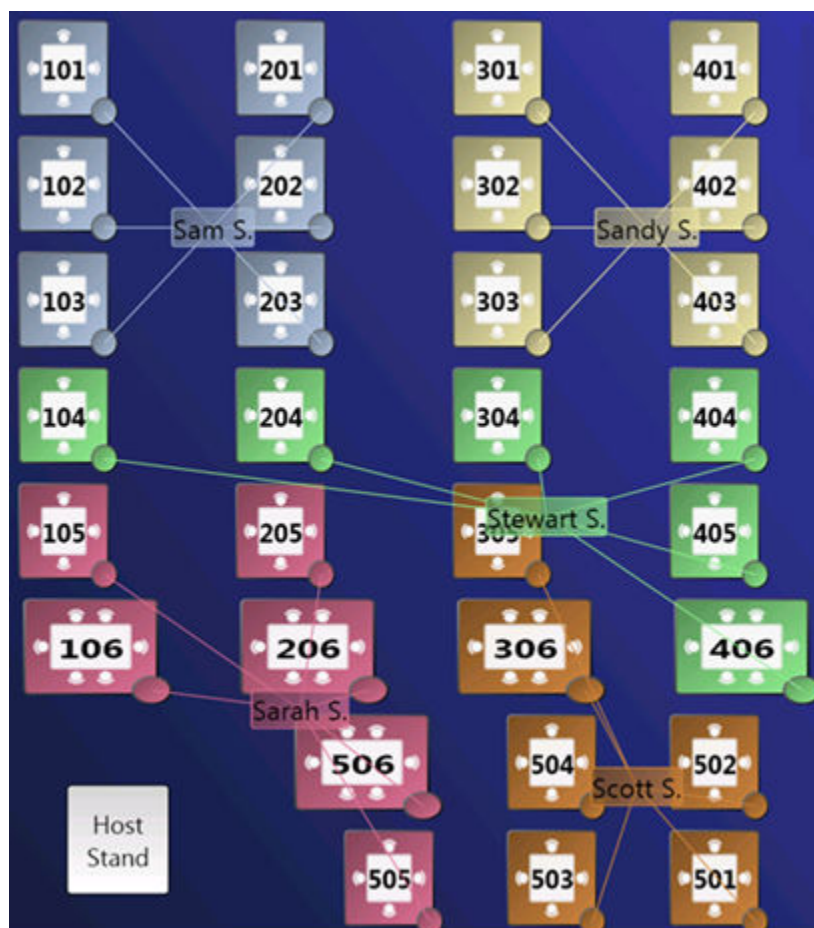 101 201 301 401
102 202 302 402
Sam S. Sandy S.
103 203 303 403
104 204 304 404
Stewart S.
105 205 305 405
106 206 306 406
Sarah S.
506 504 502
Scott S.
Host
Stand
505 503 501